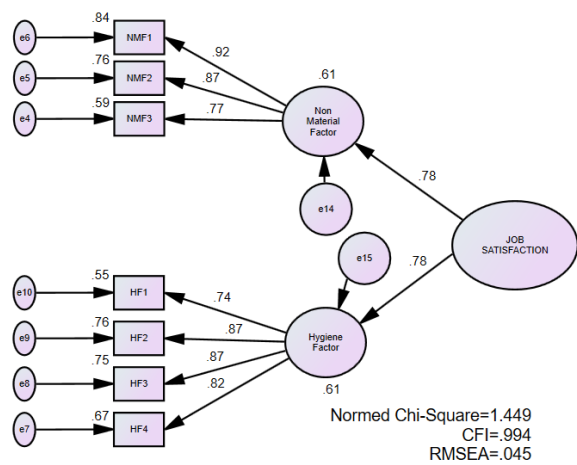 .84
e6
NMF1
.92
.76
e5
NMF2
.87
.61
.59
e4
NMF3
.77
Non
Material
Factor
.78
e14
JOB
SATISFACTION
e15
.78
.55
e10
HF1
.74
.76
e9
HF2
.87
Hygiene
Factor
.75
e8
HF3
.87
.61
.82
.67
e7
HF4
Normed Chi-Square=1.449
CFI=.994
RMSEA=.045